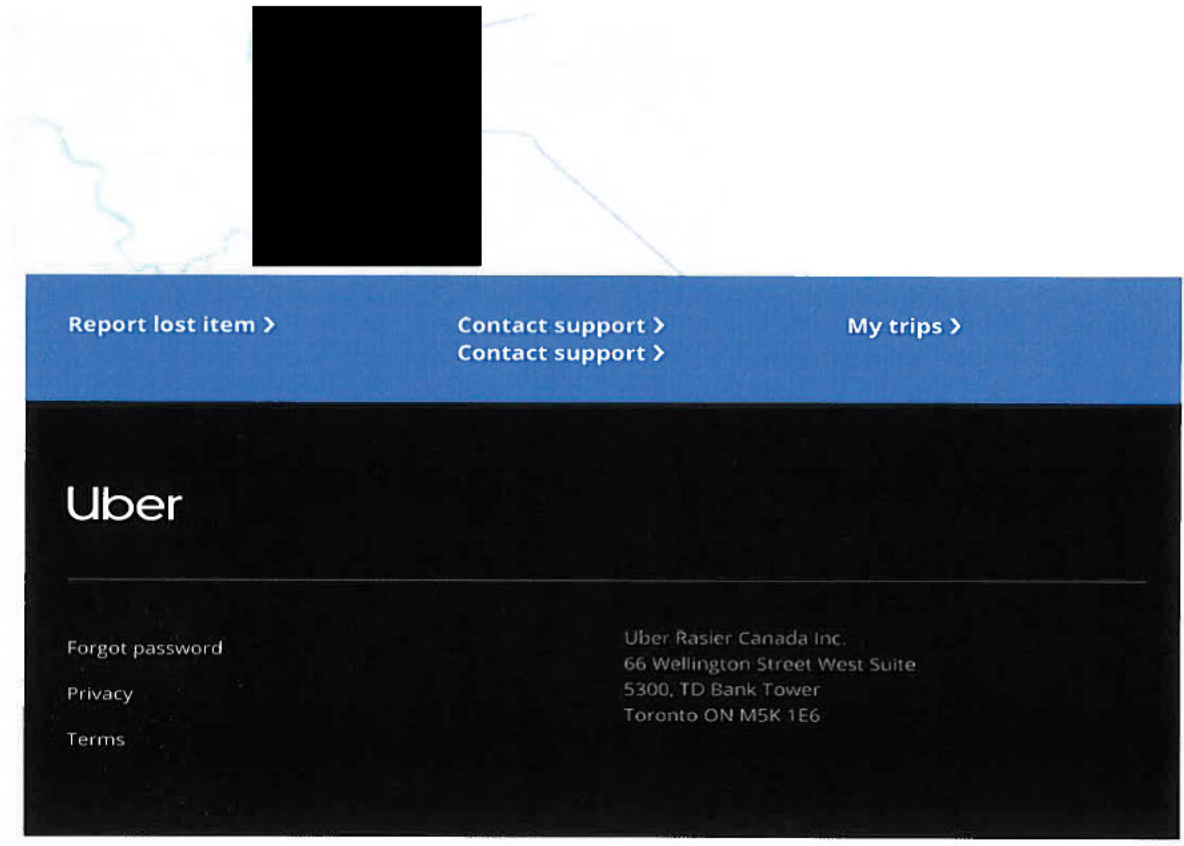 Report lost item >
Contact support >
Contact support >
My trips >
Uber
Forgot password
Privacy
Terms
Uber Rasier Canada Inc.
66 Wellington Street West Suite
5300, TD Bank Tower
Toronto ON M5K 1E6